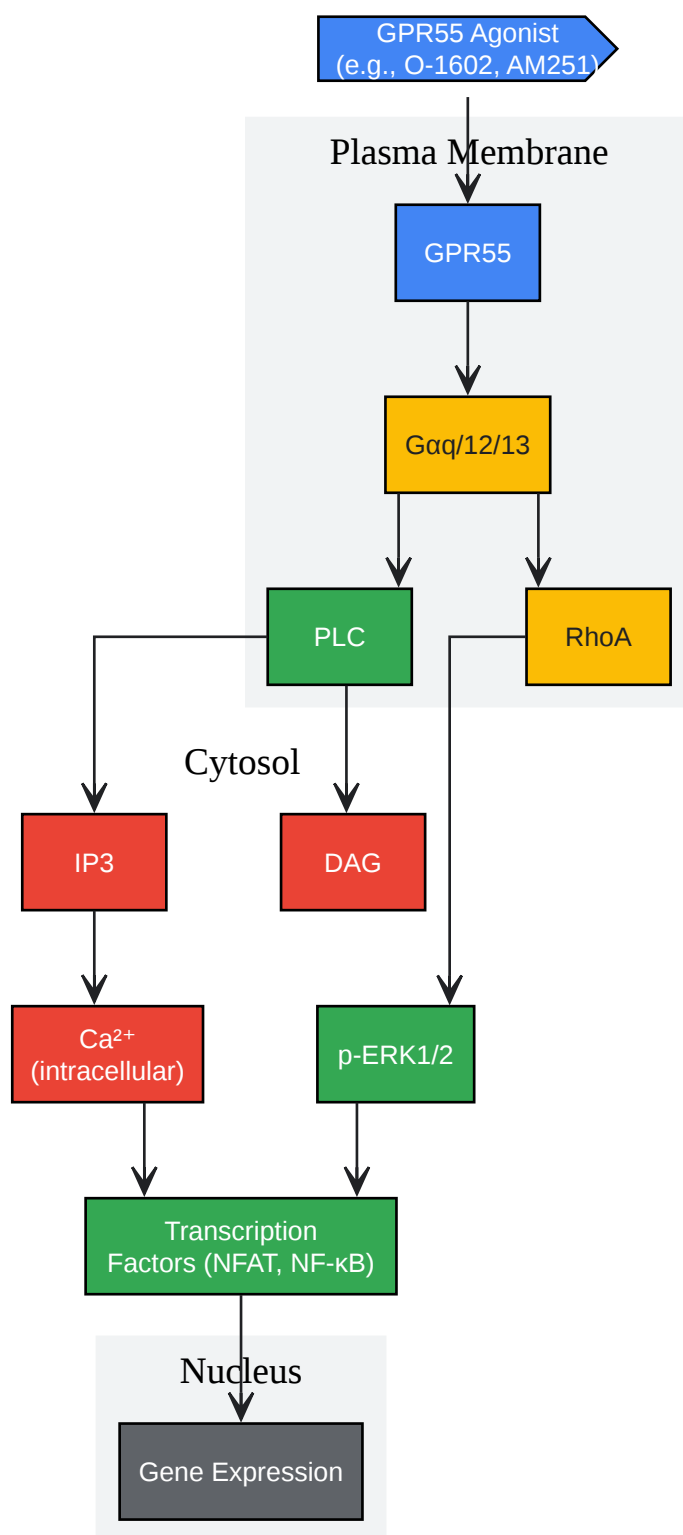 GPR55 Agonist
(e.g., O-1602, AM251)
Plasma Membrane
GPR55
Gαq/12/13
PLC
RhoA
Cytosol
IP3
DAG
Ca²⁺
(intracellular)
p-ERK1/2
Transcription
Factors (NFAT, NF-κB)
Nucleus
Gene Expression